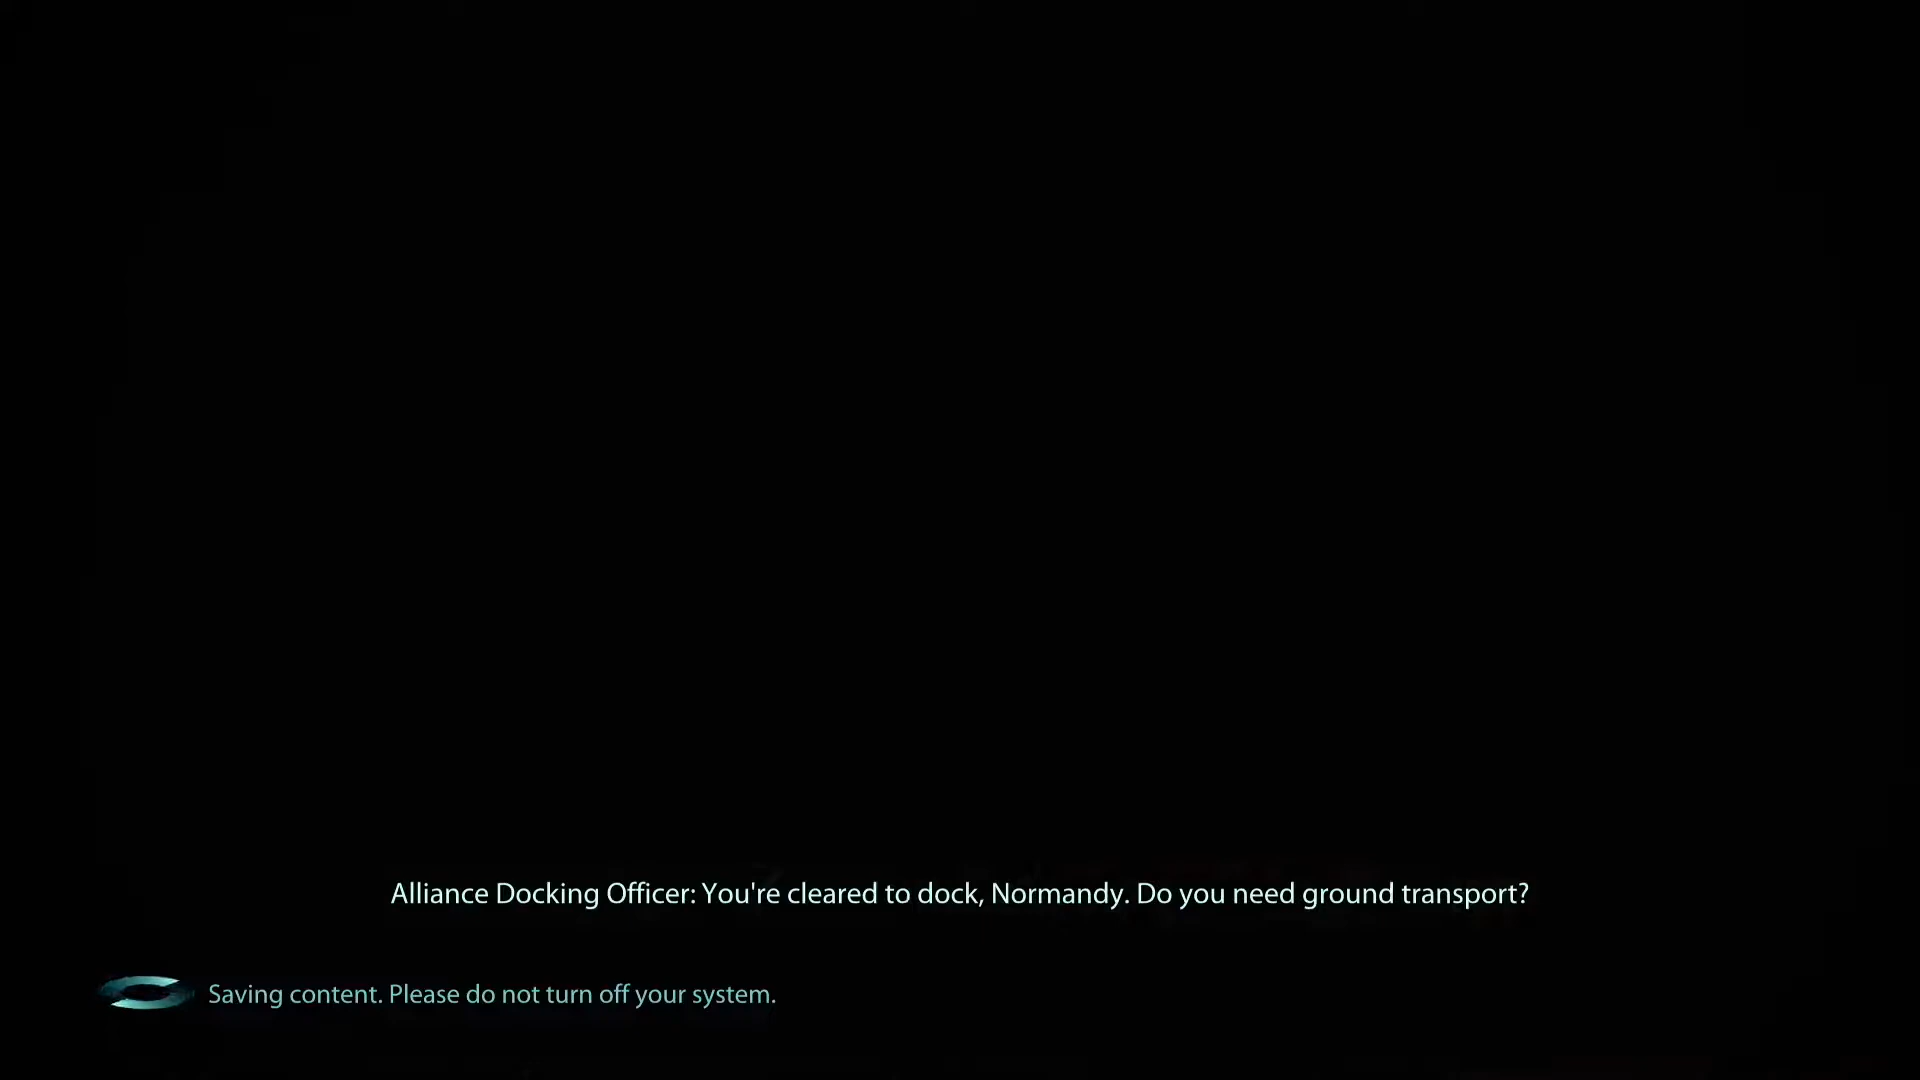 Alliance Docking Officer: You're cleared to dock, Normandy. Do you need ground transport?
Saving content. Please do not turn off your system.